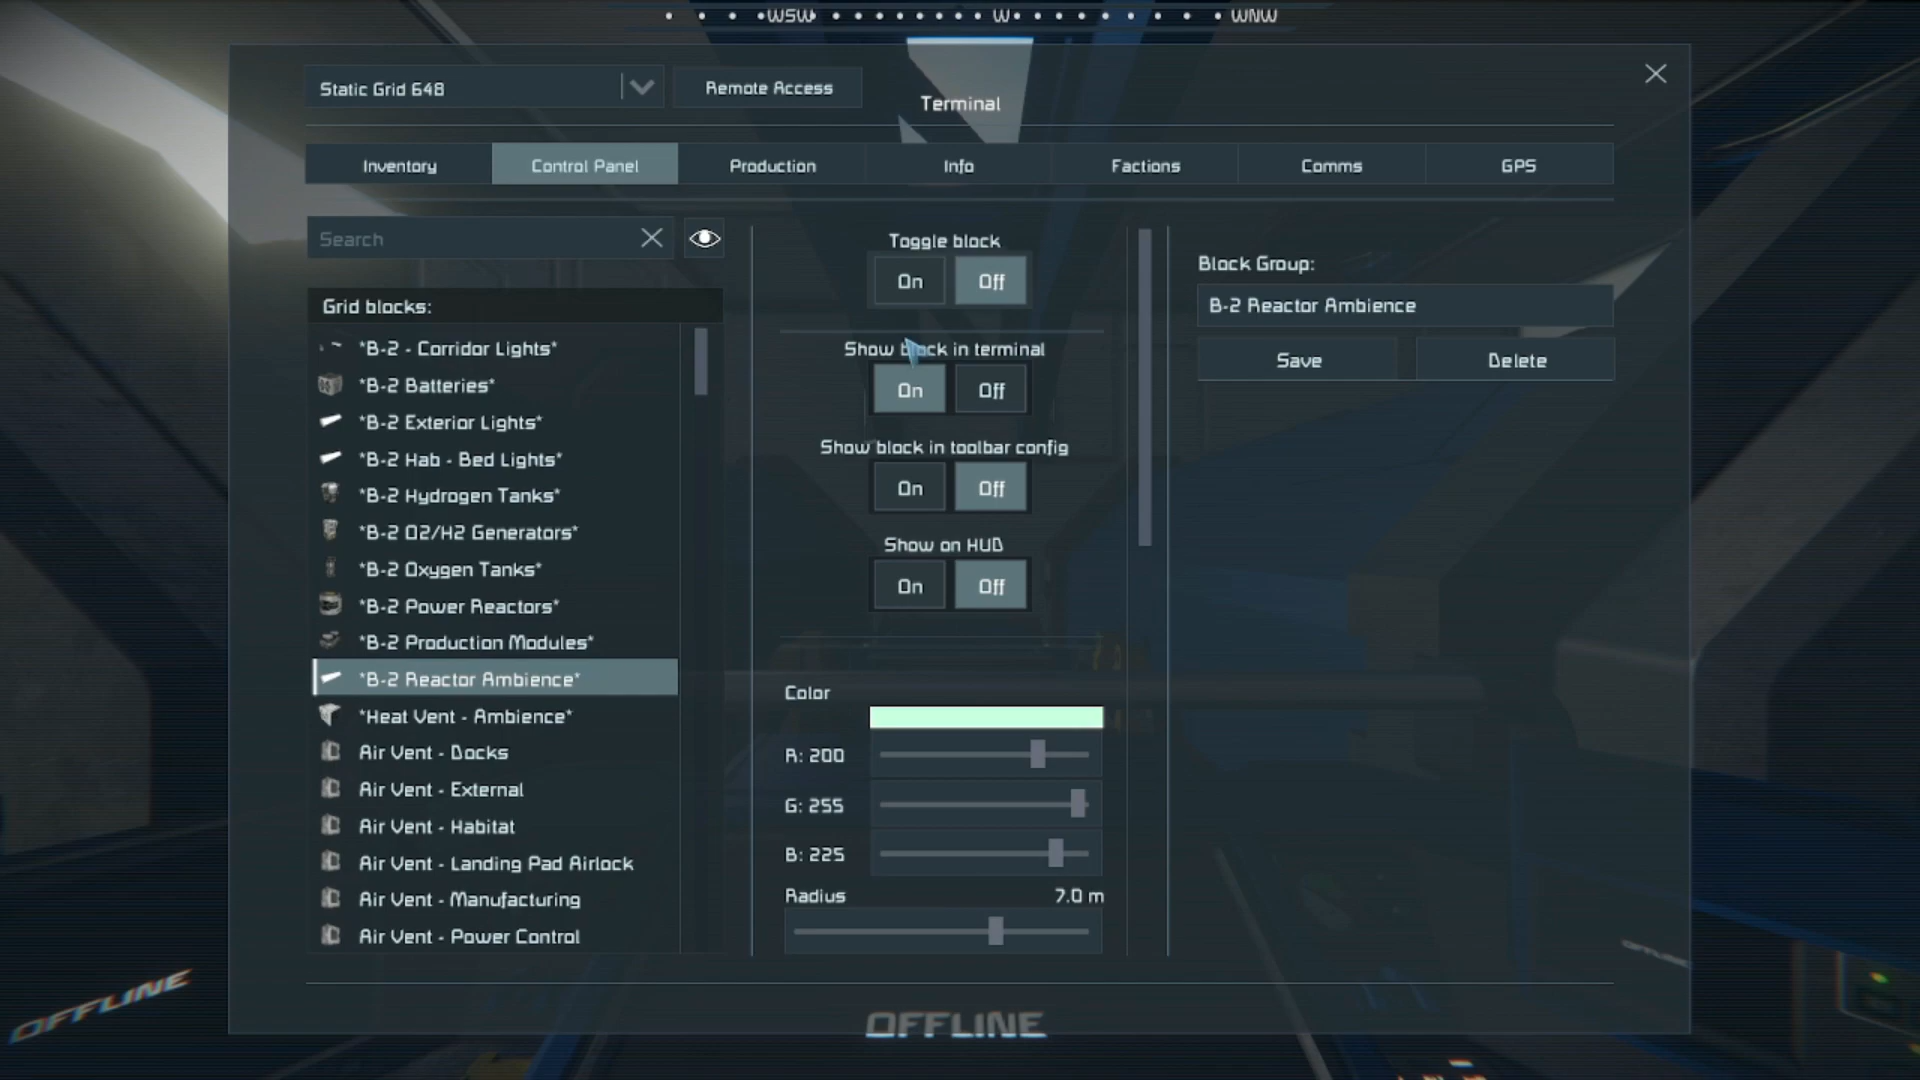 WSW W WNW
Static Grid 648
Remote Access
Terminal
Inventory
Control Panel
Production
Info
Factions
Comms
GPS
Search
Grid blocks:
*B-2 - Corridor Lights*
*B-2 Batteries*
*B-2 Exterior Lights*
*B-2 Hab - Bed Lights*
*B-2 Hydrogen Tanks*
*B-2 O2/H2 Generators*
*B-2 Oxygen Tanks*
*B-2 Power Reactors*
*B-2 Production Modules*
*B-2 Reactor Ambience*
*Heat Vent - Ambience*
Air Vent - Docks
Air Vent - External
Air Vent - Habitat
Air Vent - Landing Pad Airlock
Air Vent - Manufacturing
Air Vent - Power Control
Toggle block
On Off
Show block in terminal
On Off
Show block in toolbar config
On Off
Show on HUD
On Off
Color
R: 200
G: 255
B: 225
Radius 7.0 m
Block Group:
B-2 Reactor Ambience
Save Delete
OFFLINE
OFFLINE
OFFLINE